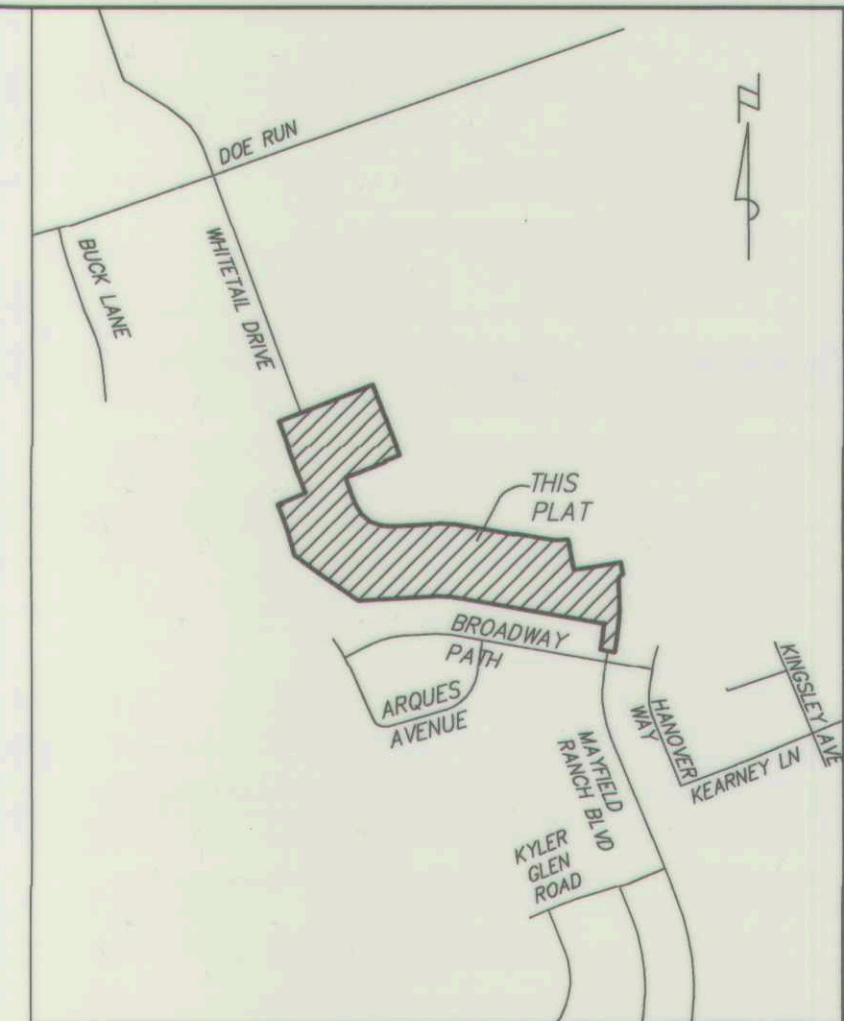 N
DOE RUN
WHITETAIL DRIVE
BUCK LANE
THIS
PLAT
BROADWAY
PATH
ARQUES
AVENUE
HANOVER
WAY
KINGSLEY AVE
KEARNEY LN
MAYFIELD
RANCH BLVD
KYLER
GLEN
ROAD